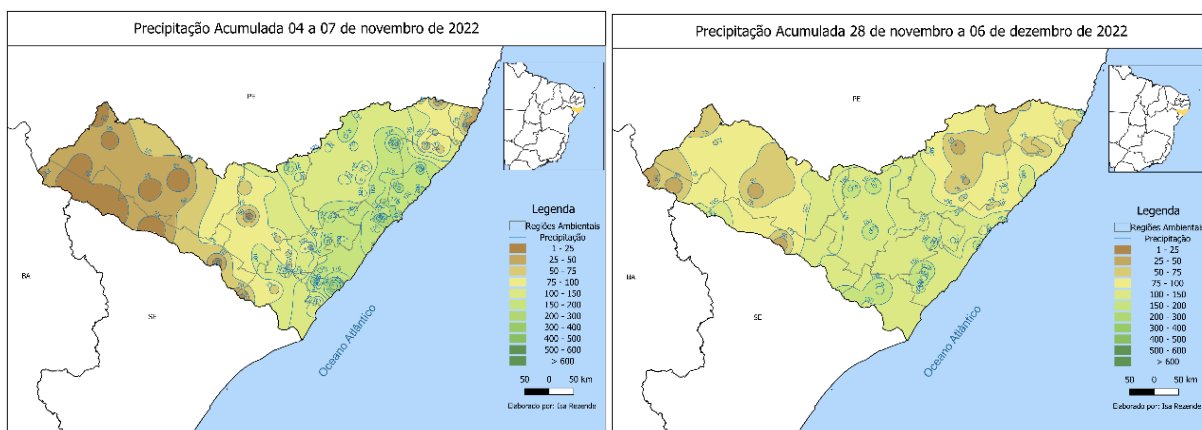 Precipitação Acumulada 04 a 07 de novembro de 2022
PE
BA
SE
Oceano Atlântico
Legenda
Regiões Ambientais
Precipitação
1 - 25
25 - 50
50 - 75
75 - 100
100 - 150
150 - 200
200 - 300
300 - 400
400 - 500
500 - 600
> 600
50 0 50 km
Elaborado por: Isa Rezende
Precipitação Acumulada 28 de novembro a 06 de dezembro de 2022
PE
SE
Oceano Atlântico
Legenda
Regiões Ambientais
Precipitação
1 - 25
25 - 50
50 - 75
75 - 100
100 - 150
150 - 200
200 - 300
300 - 400
400 - 500
500 - 600
> 600
50 0 50 km
Elaborado por: Isa Rezende